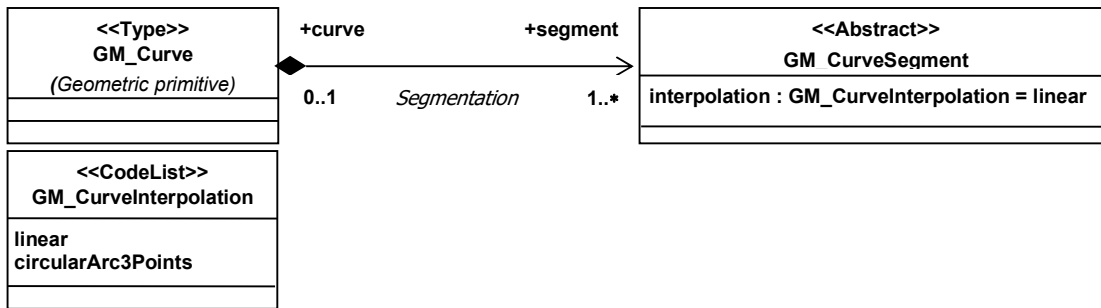 <<Type>>
GM_Curve
(Geometric primitive)
+curve
+segment
0..1
Segmentation
1..*
<<Abstract>>
GM_CurveSegment
interpolation : GM_CurveInterpolation = linear
<<CodeList>>
GM_CurveInterpolation
linear
circularArc3Points